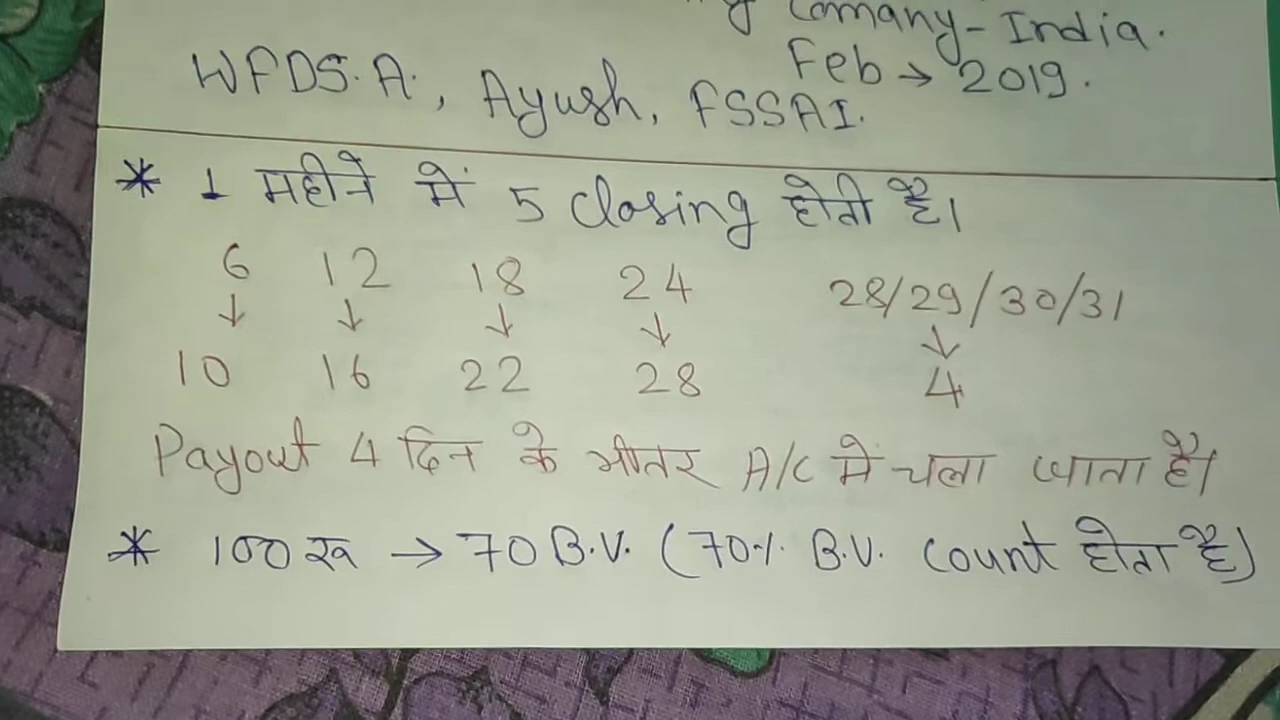 Comany-India.
Feb → 2019.
WFDS.A., Ayush, FSSAI.
* 1 महीने में 5 closing होती है।
6 12 18 24 28/29/30/31
↓ ↓ ↓ ↓ ↓
10 16 22 28 4
Payout 4 दिन के भीतर A/C मे चला जाता है।
* 100 रू → 70 B.V. (70% B.V. count होता है)